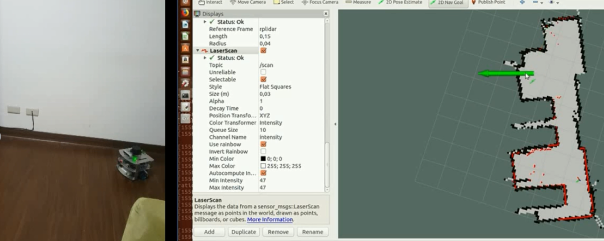 Interact Move Camera Select Focus Camera Measure 2D Pose Estimate 2D Nav Goal Publish Point
Displays
Status: Ok
Reference Frame rplidar
Length 0,15
Radius 0,04
LaserScan
Status: Ok
Topic /scan
Unreliable
Selectable
Style Flat Squares
Size (m) 0,03
Alpha 1
Decay Time 0
Position Transfo... XYZ
Color Transformer Intensity
Queue Size 10
Channel Name intensity
Use rainbow
Invert Rainbow
Min Color 0; 0; 0
Max Color 255; 255; 255
Autocompute In...
Min Intensity 47
Max Intensity 47
LaserScan
Displays the data from a sensor_msgs::LaserScan
message as points in the world, drawn as points,
billboards, or cubes. More Information.
Add Duplicate Remove Rename